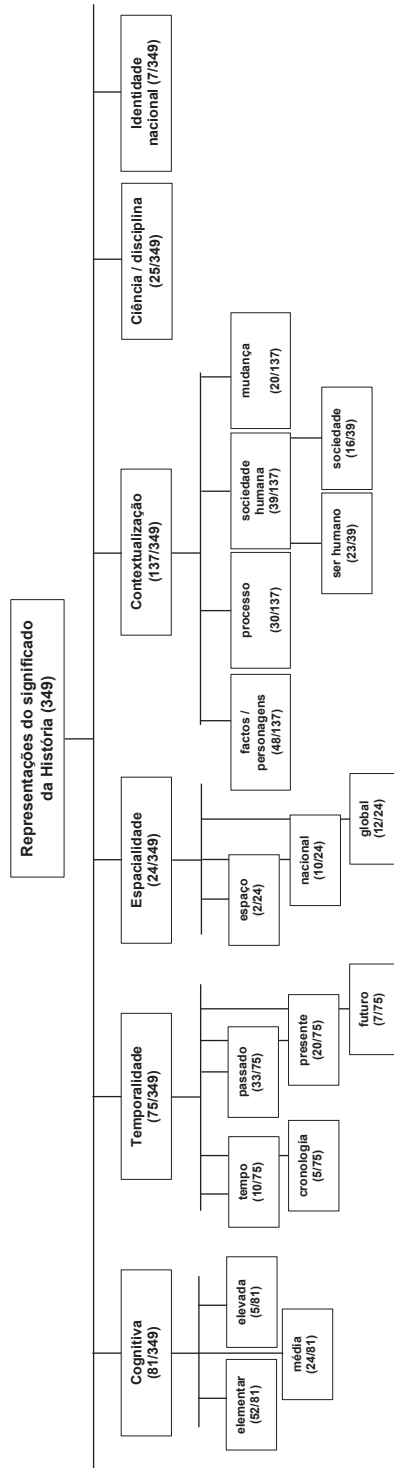 Representações do significado
da História (349)
Cognitiva
(81/349)
elementar
(52/81)
média
(24/81)
elevada
(5/81)
Temporalidade
(75/349)
tempo
(10/75)
cronologia
(5/75)
passado
(33/75)
presente
(20/75)
futuro
(7/75)
Espacialidade
(24/349)
espaço
(2/24)
nacional
(10/24)
global
(12/24)
Contextualização
(137/349)
factos /
personagens
(48/137)
processo
(30/137)
sociedade
humana
(39/137)
ser humano
(23/39)
sociedade
(16/39)
mudança
(20/137)
Ciência / disciplina
(25/349)
Identidade
nacional (7/349)